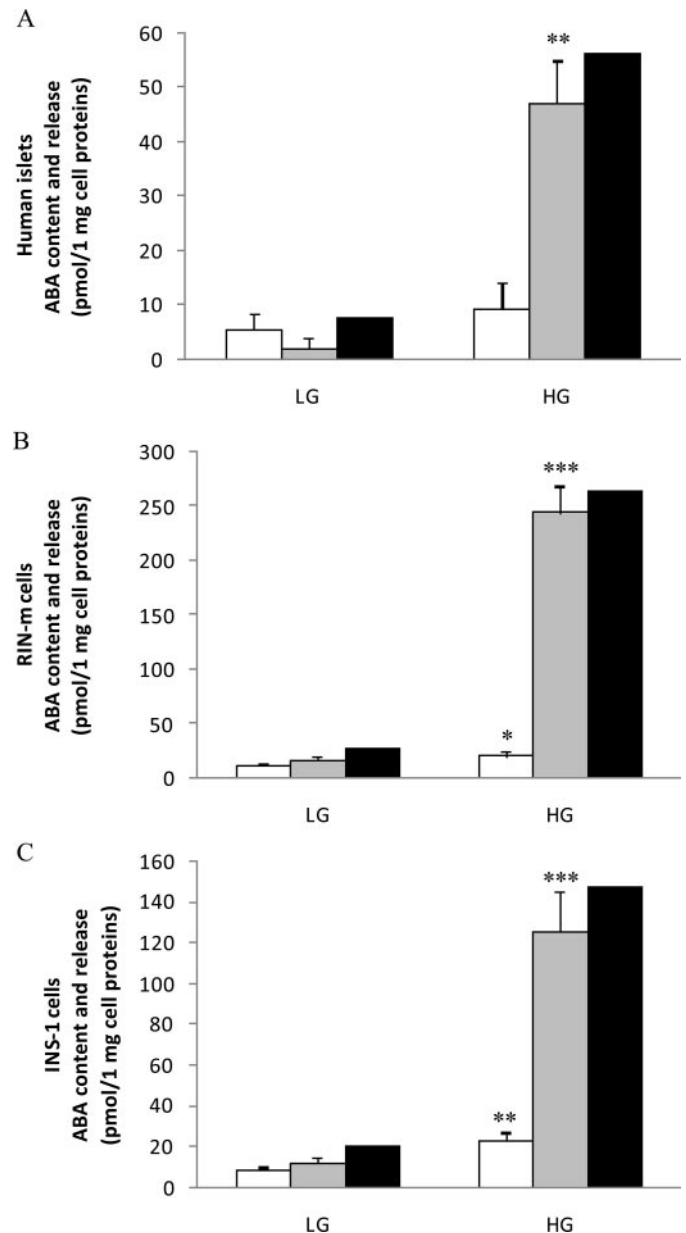 A
Human islets
ABA content and release
(pmol/1 mg cell proteins)
60
50
40
30
20
10
0
**
LG
HG
B
RIN-m cells
ABA content and release
(pmol/1 mg cell proteins)
300
250
200
150
100
50
0
*
***
LG
HG
C
INS-1 cells
ABA content and release
(pmol/1 mg cell proteins)
160
140
120
100
80
60
40
20
0
**
***
LG
HG